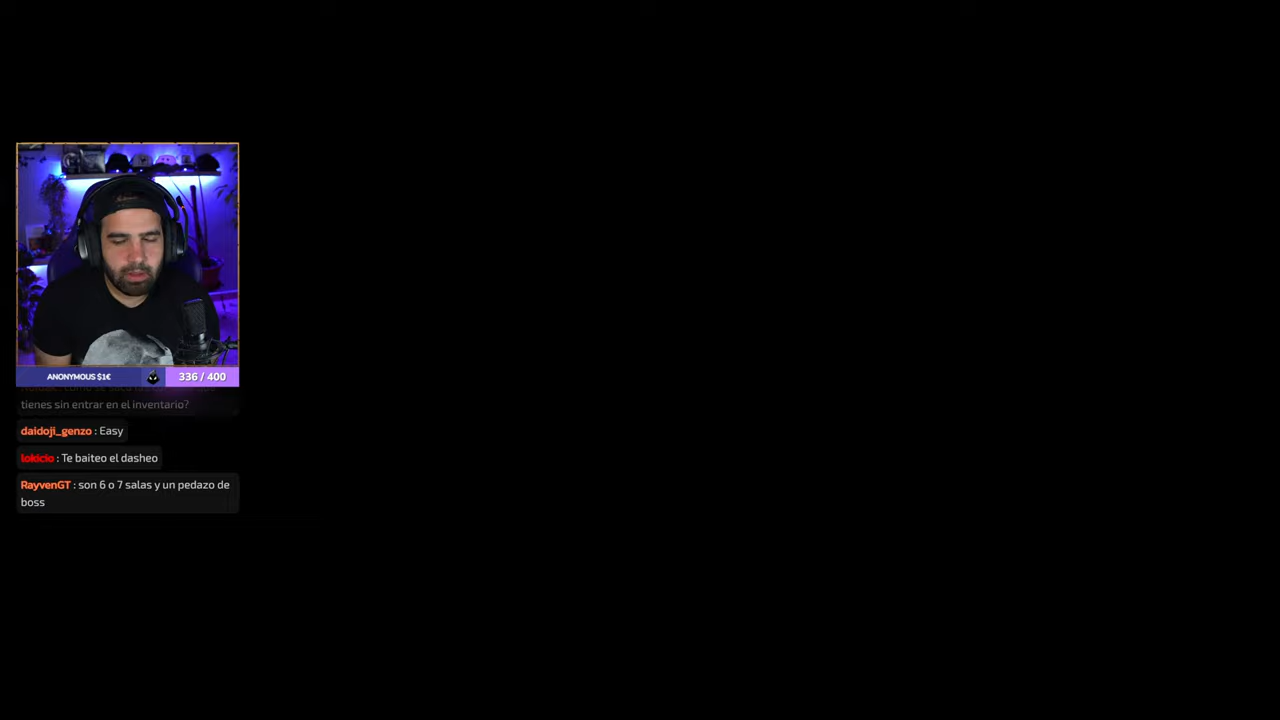 ANONYMOUS $1€ 336 / 400
tienes sin entrar en el inventario?
daidoji_genzo : Easy
lokicio : Te baiteo el dasheo
RayvenGT : son 6 o 7 salas y un pedazo de
boss